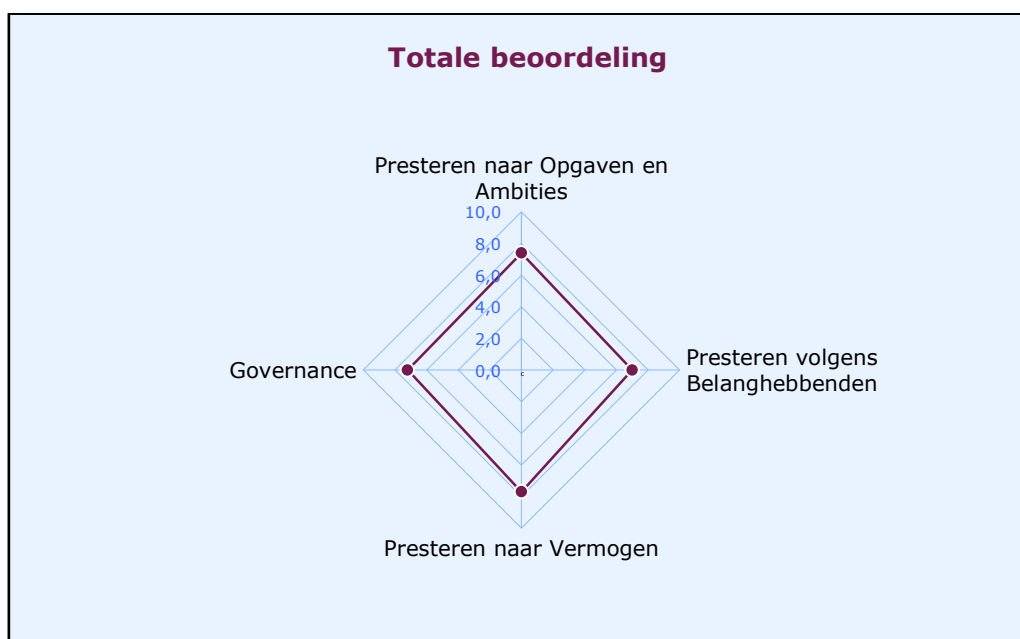 Totale beoordeling
Presteren naar Opgaven en
Ambities
10,0
8,0
6,0
4,0
2,0
0,0
c
Governance
Presteren volgens
Belanghebbenden
Presteren naar Vermogen